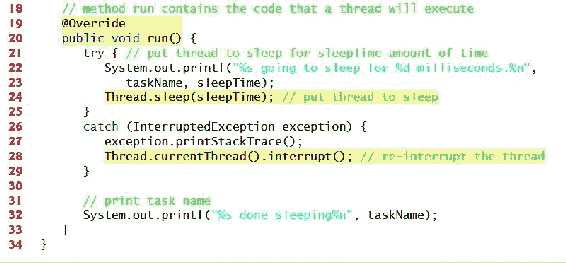 18 // method run contains the code that a thread will execute
19 @Override
20 public void run() {
21 try { // put thread to sleep for sleepTime amount of time
22 System.out.printf("%s going to sleep for %d milliseconds.%n",
23 taskName, sleepTime);
24 Thread.sleep(sleepTime); // put thread to sleep
25 }
26 catch (InterruptedException exception) {
27 exception.printStackTrace();
28 Thread.currentThread().interrupt(); // re-interrupt the thread
29 }
30
31 // print task name
32 System.out.printf("%s done sleeping%n", taskName);
33 }
34 }